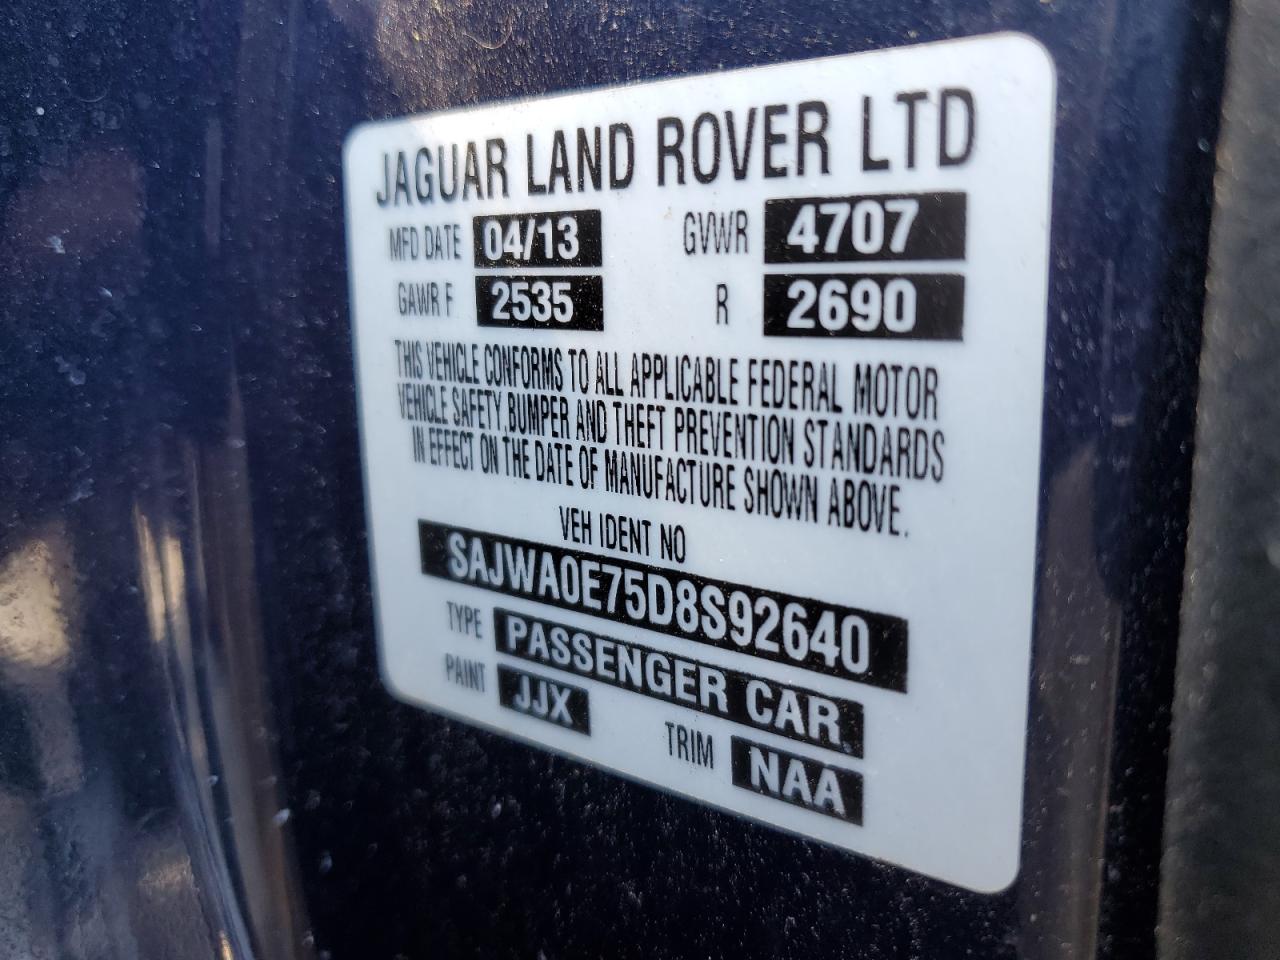 JAGUAR LAND ROVER LTD
MFD DATE 04/13 GVWR 4707
GAWR F 2535 R 2690
THIS VEHICLE CONFORMS TO ALL APPLICABLE FEDERAL MOTOR
VEHICLE SAFETY, BUMPER AND THEFT PREVENTION STANDARDS
IN EFFECT ON THE DATE OF MANUFACTURE SHOWN ABOVE.
VEH IDENT NO
SAJWA0E75D8S92640
TYPE PASSENGER CAR
PAINT JJX TRIM NAA